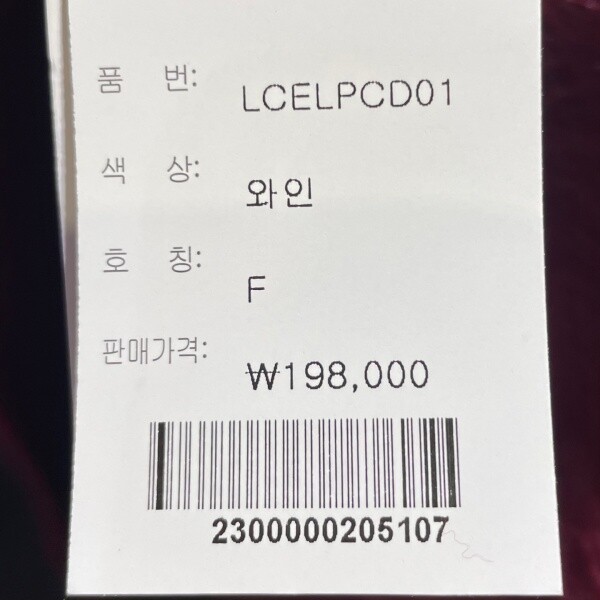 품 번: LCELPCD01
색 상: 와인
호 칭: F
판매가격: ₩198,000
2300000205107